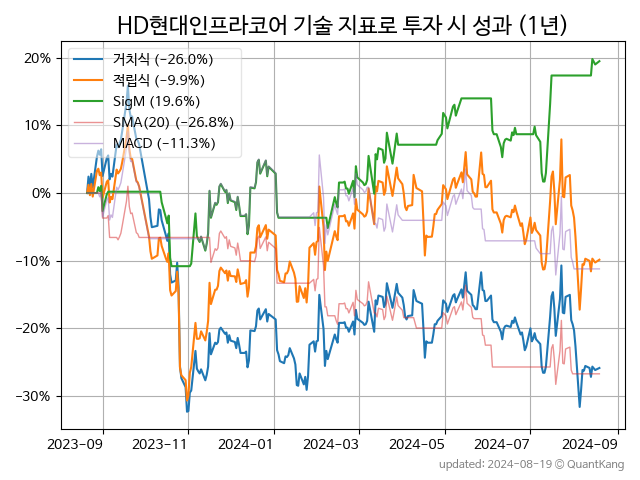 HD현대인프라코어 기술 지표로 투자 시 성과 (1년)
거치식 (−26.0%)
적립식 (−9.9%)
SigM (19.6%)
SMA(20) (−26.8%)
MACD (−11.3%)
20%
10%
0%
−10%
−20%
−30%
2023−09 2023−11 2024−01 2024−03 2024−05 2024−07 2024−09
updated: 2024−08−19 © QuantKang